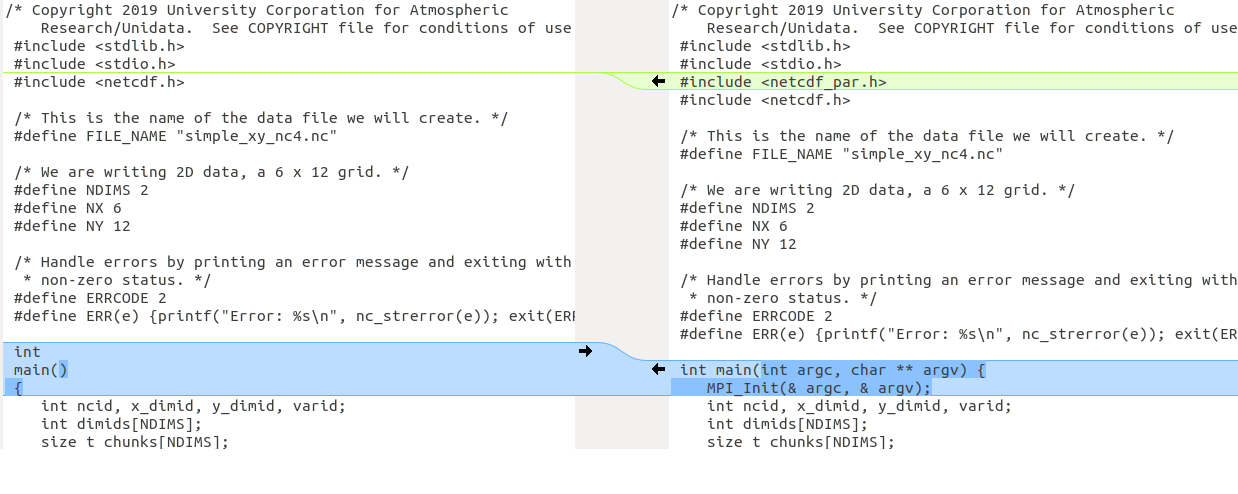 /* Copyright 2019 University Corporation for Atmospheric
    Research/Unidata.  See COPYRIGHT file for conditions of use
 #include <stdlib.h>
 #include <stdio.h>
 #include <netcdf.h>

 /* This is the name of the data file we will create. */
 #define FILE_NAME "simple_xy_nc4.nc"

 /* We are writing 2D data, a 6 x 12 grid. */
 #define NDIMS 2
 #define NX 6
 #define NY 12

 /* Handle errors by printing an error message and exiting with
  * non-zero status. */
 #define ERRCODE 2
 #define ERR(e) {printf("Error: %s\n", nc_strerror(e)); exit(ER

 int
 main()
 {
    int ncid, x_dimid, y_dimid, varid;
    int dimids[NDIMS];
    size_t chunks[NDIMS];

/* Copyright 2019 University Corporation for Atmospheric
    Research/Unidata.  See COPYRIGHT file for conditions of use
 #include <stdlib.h>
 #include <stdio.h>
 #include <netcdf_par.h>
 #include <netcdf.h>

 /* This is the name of the data file we will create. */
 #define FILE_NAME "simple_xy_nc4.nc"

 /* We are writing 2D data, a 6 x 12 grid. */
 #define NDIMS 2
 #define NX 6
 #define NY 12

 /* Handle errors by printing an error message and exiting with
  * non-zero status. */
 #define ERRCODE 2
 #define ERR(e) {printf("Error: %s\n", nc_strerror(e)); exit(ER

 int main(int argc, char ** argv) {
    MPI_Init(& argc, & argv);
    int ncid, x_dimid, y_dimid, varid;
    int dimids[NDIMS];
    size_t chunks[NDIMS];